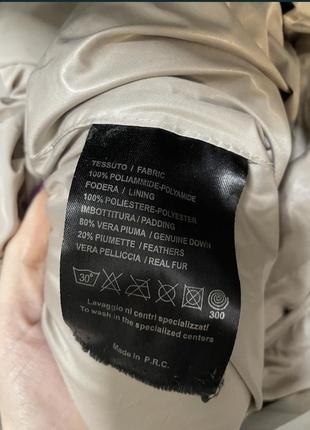 TESSUTO / FABRIC
100% POLIAMMIDE-POLYAMIDE
FODERA / LINING
100% POLIESTERE-POLYESTER
IMBOTTITURA / PADDING
80% VERA PIUMA / GENUINE DOWN
20% PIUMETTE / FEATHERS
VERA PELLICCIA / REAL FUR
30°
300
Lavaggio ni centri specializzati!
To wash in the specialized centers
Made in P.R.C.